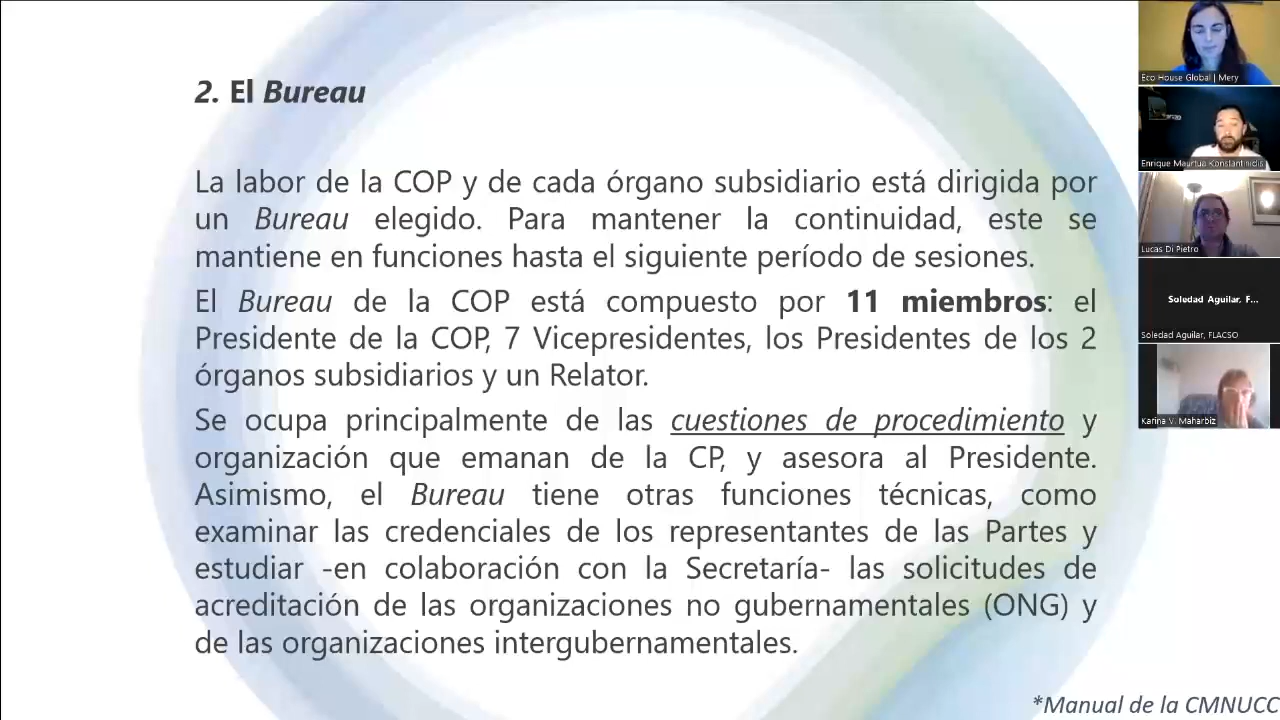 2. El Bureau
La labor de la COP y de cada órgano subsidiario está dirigida por
un Bureau elegido. Para mantener la continuidad, este se
mantiene en funciones hasta el siguiente período de sesiones.
El Bureau de la COP está compuesto por 11 miembros: el
Presidente de la COP, 7 Vicepresidentes, los Presidentes de los 2
órganos subsidiarios y un Relator.
Se ocupa principalmente de las cuestiones de procedimiento y
organización que emanan de la CP, y asesora al Presidente.
Asimismo, el Bureau tiene otras funciones técnicas, como
examinar las credenciales de los representantes de las Partes y
estudiar -en colaboración con la Secretaría- las solicitudes de
acreditación de las organizaciones no gubernamentales (ONG) y
de las organizaciones intergubernamentales.
*Manual de la CMNUCC
Eco House Global | Mery
Enrique Maurtua Konstantinidis
Lucas Di Pietro
Soledad Aguilar, F...
Soledad Aguilar, FLACSO
Karina V. Maharbiz